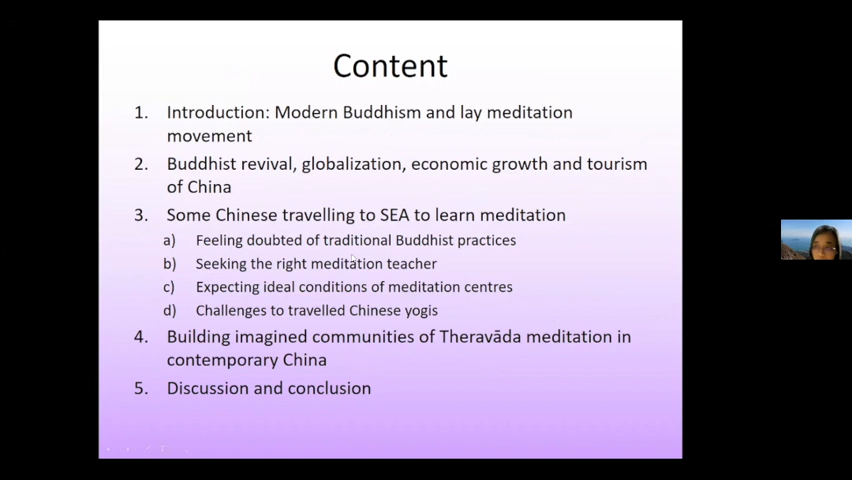 Content
1. Introduction: Modern Buddhism and lay meditation
movement
2. Buddhist revival, globalization, economic growth and tourism
of China
3. Some Chinese travelling to SEA to learn meditation
a) Feeling doubted of traditional Buddhist practices
b) Seeking the right meditation teacher
c) Expecting ideal conditions of meditation centres
d) Challenges to travelled Chinese yogis
4. Building imagined communities of Theravāda meditation in
contemporary China
5. Discussion and conclusion